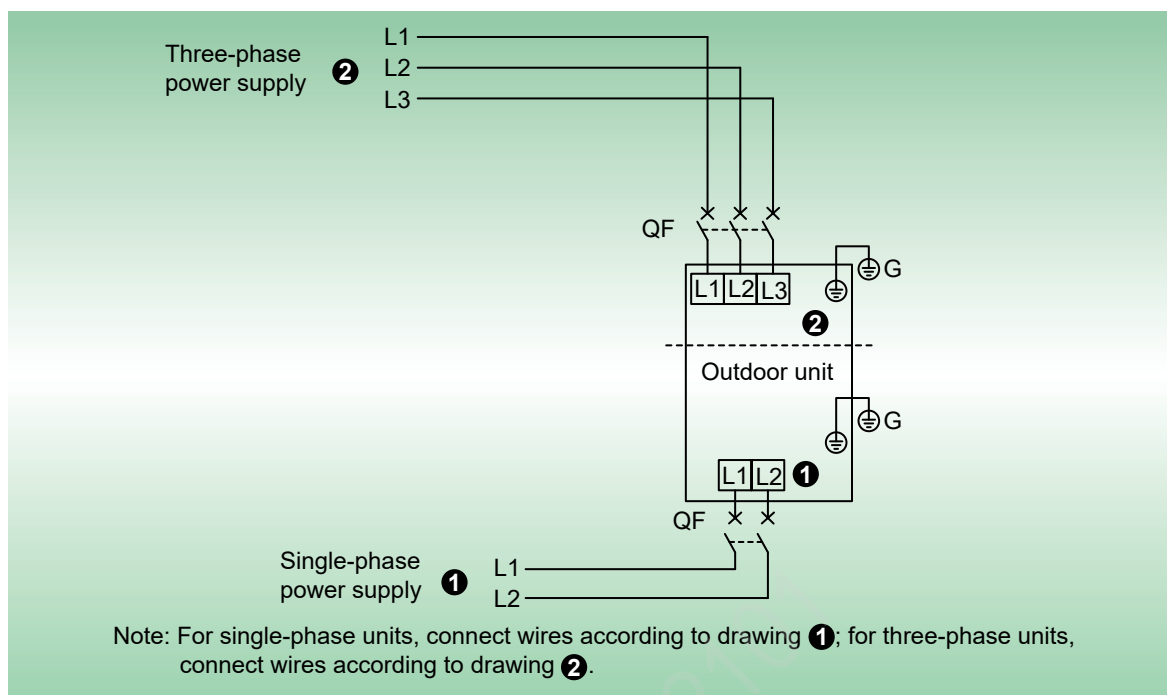 Three-phase
power supply ❷
L1
L2
L3
QF
L1 L2 L3
G
❷
Outdoor unit
G
L1 L2 ❶
QF
Single-phase
power supply ❶
L1
L2
Note: For single-phase units, connect wires according to drawing ❶; for three-phase units,
connect wires according to drawing ❷.